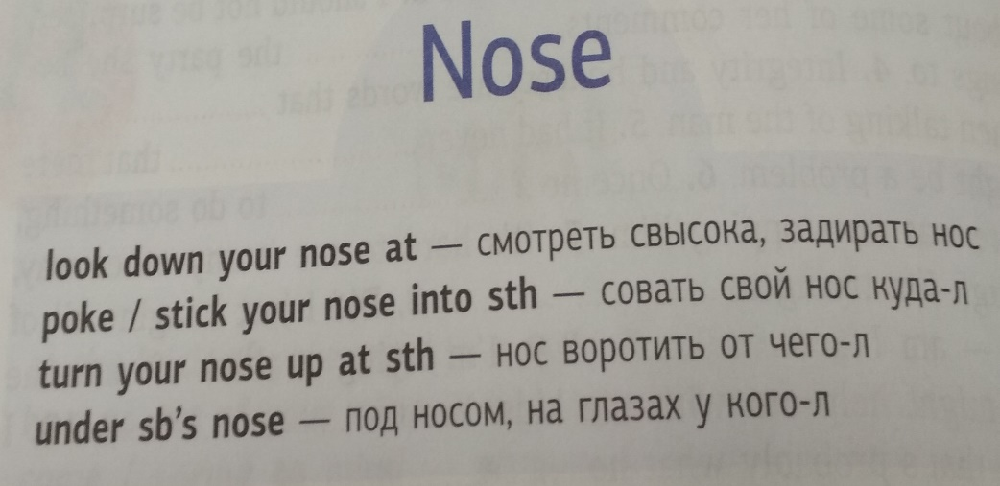 Nose
look down your nose at — смотреть свысока, задирать нос
poke / stick your nose into sth — совать свой нос куда-л
turn your nose up at sth — нос воротить от чего-л
under sb's nose — под носом, на глазах у кого-л